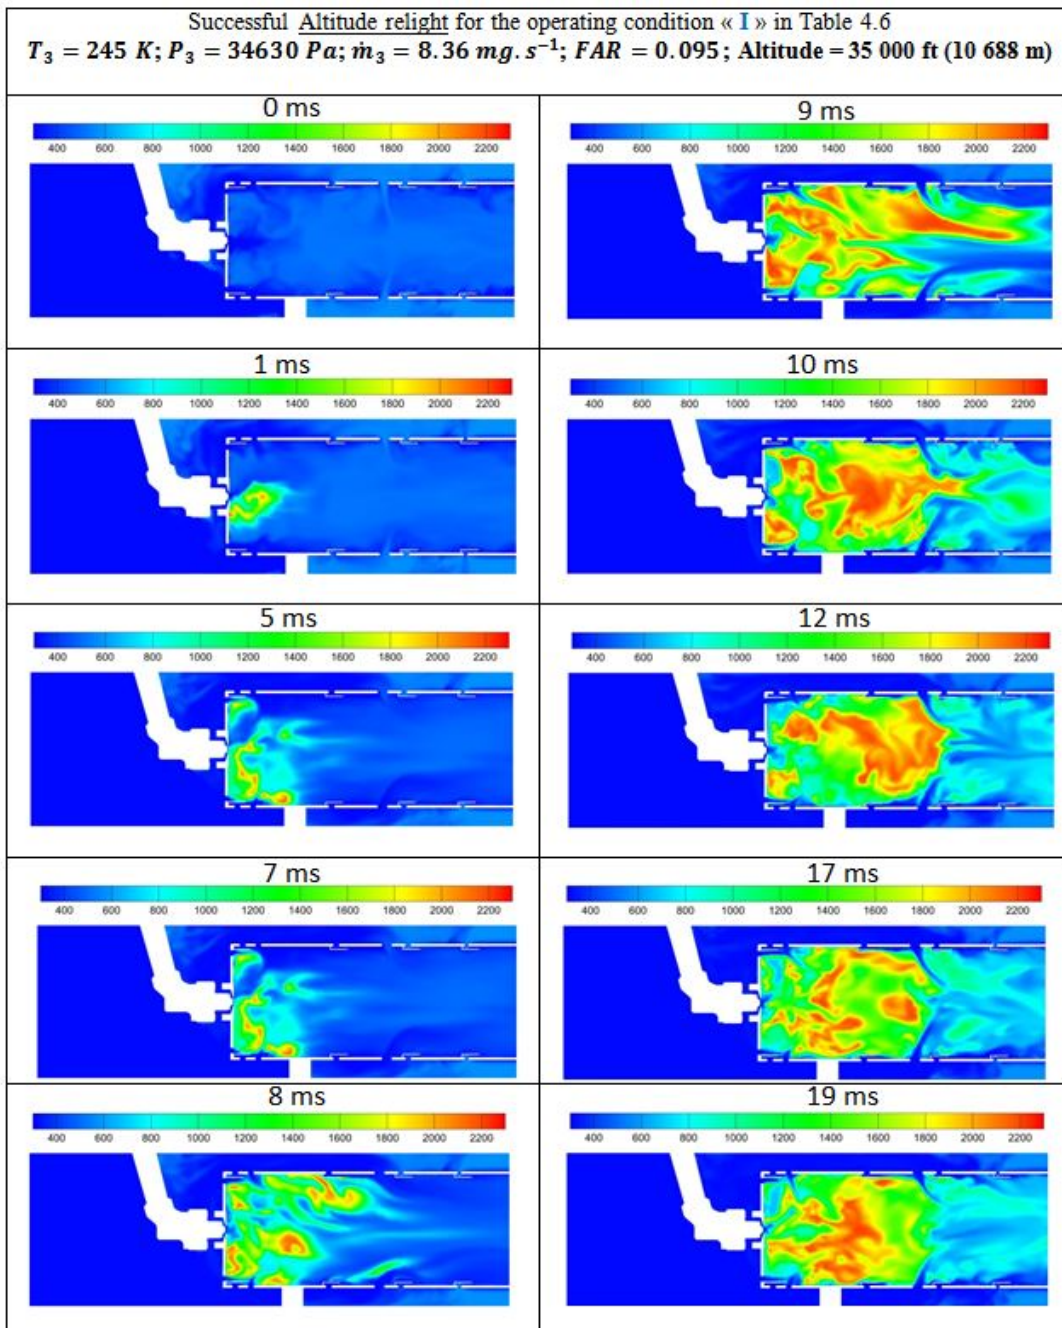 Successful Altitude relight for the operating condition « I » in Table 4.6
T₃ = 245 K; P₃ = 34630 Pa; ṁ₃ = 8.36 mg. s⁻¹; FAR = 0.095; Altitude = 35 000 ft (10 688 m)
0 ms
400 600 800 1000 1200 1400 1600 1800 2000 2200
9 ms
400 600 800 1000 1200 1400 1600 1800 2000 2200
1 ms
400 600 800 1000 1200 1400 1600 1800 2000 2200
10 ms
400 600 800 1000 1200 1400 1600 1800 2000 2200
5 ms
400 600 800 1000 1200 1400 1600 1800 2000 2200
12 ms
400 600 800 1000 1200 1400 1600 1800 2000 2200
7 ms
400 600 800 1000 1200 1400 1600 1800 2000 2200
17 ms
400 600 800 1000 1200 1400 1600 1800 2000 2200
8 ms
400 600 800 1000 1200 1400 1600 1800 2000 2200
19 ms
400 600 800 1000 1200 1400 1600 1800 2000 2200